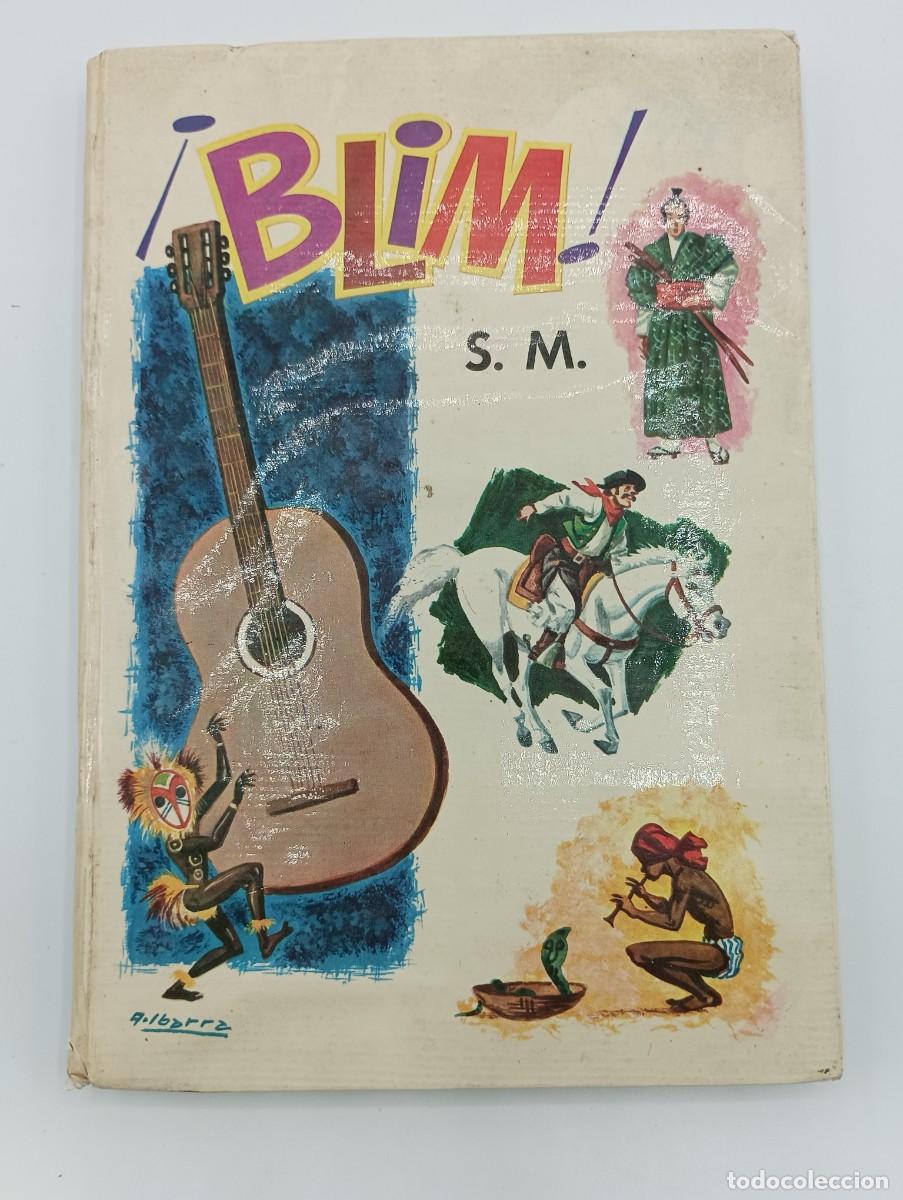 ¡BLiM!
S. M.
A. Ibarra
todocoleccion